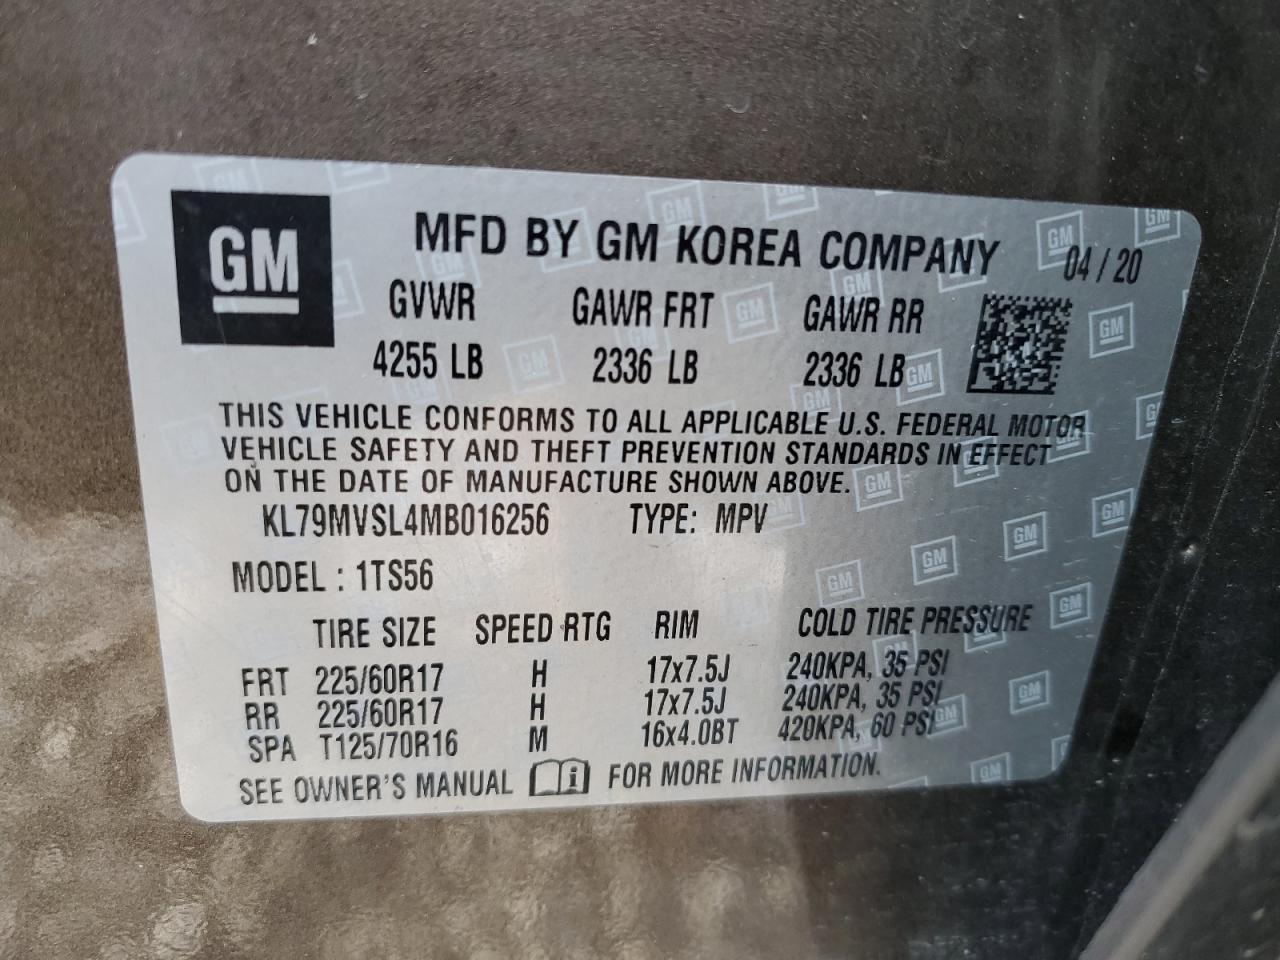 GM
MFD BY GM KOREA COMPANY 04 / 20
GVWR GAWR FRT GAWR RR
4255 LB 2336 LB 2336 LB
THIS VEHICLE CONFORMS TO ALL APPLICABLE U.S. FEDERAL MOTOR
VEHICLE SAFETY AND THEFT PREVENTION STANDARDS IN EFFECT
ON THE DATE OF MANUFACTURE SHOWN ABOVE.
KL79MVSL4MB016256 TYPE: MPV
MODEL : 1TS56
TIRE SIZE SPEED RTG RIM COLD TIRE PRESSURE
FRT 225/60R17 H 17x7.5J 240KPA, 35 PSI
RR 225/60R17 H 17x7.5J 240KPA, 35 PSI
SPA T125/70R16 M 16x4.0BT 420KPA, 60 PSI
SEE OWNER'S MANUAL i FOR MORE INFORMATION.